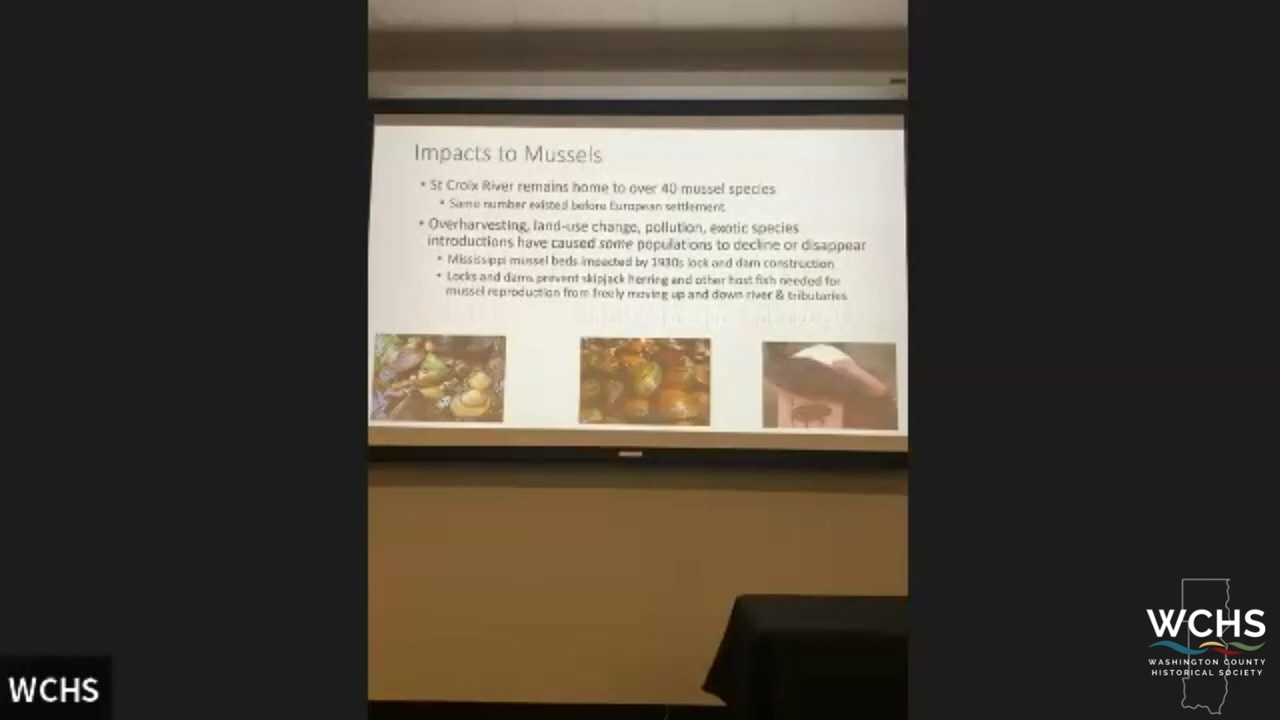 Impacts to Mussels
• St Croix River remains home to over 40 mussel species
• Same number existed before European settlement
• Overharvesting, land-use change, pollution, exotic species
introductions have caused some populations to decline or disappear
• Mississippi mussel beds impacted by 1930s lock and dam construction
• Locks and dams prevent skipjack herring and other host fish needed for
mussel reproduction from freely moving up and down river & tributaries
WCHS
WASHINGTON COUNTY
HISTORICAL SOCIETY
WCHS